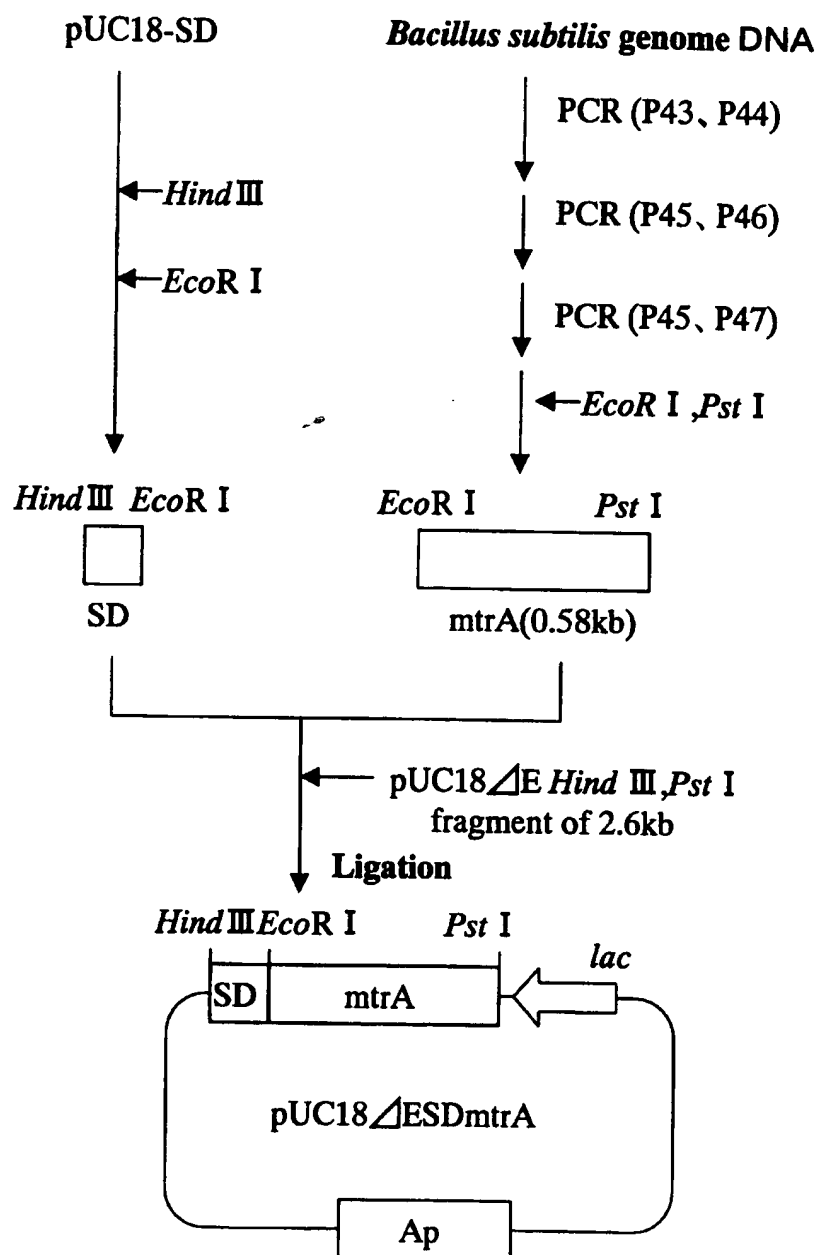 pUC18-SD
Bacillus subtilis genome DNA
PCR (P43、P44)
HindⅢ
PCR (P45、P46)
EcoR Ⅰ
PCR (P45、P47)
EcoR Ⅰ ,Pst Ⅰ
HindⅢ EcoR Ⅰ
EcoR Ⅰ
Pst Ⅰ
SD
mtrA(0.58kb)
pUC18⊿E Hind Ⅲ,Pst Ⅰ
fragment of 2.6kb
Ligation
HindⅢEcoR Ⅰ
Pst Ⅰ
lac
SD
mtrA
pUC18⊿ESDmtrA
Ap